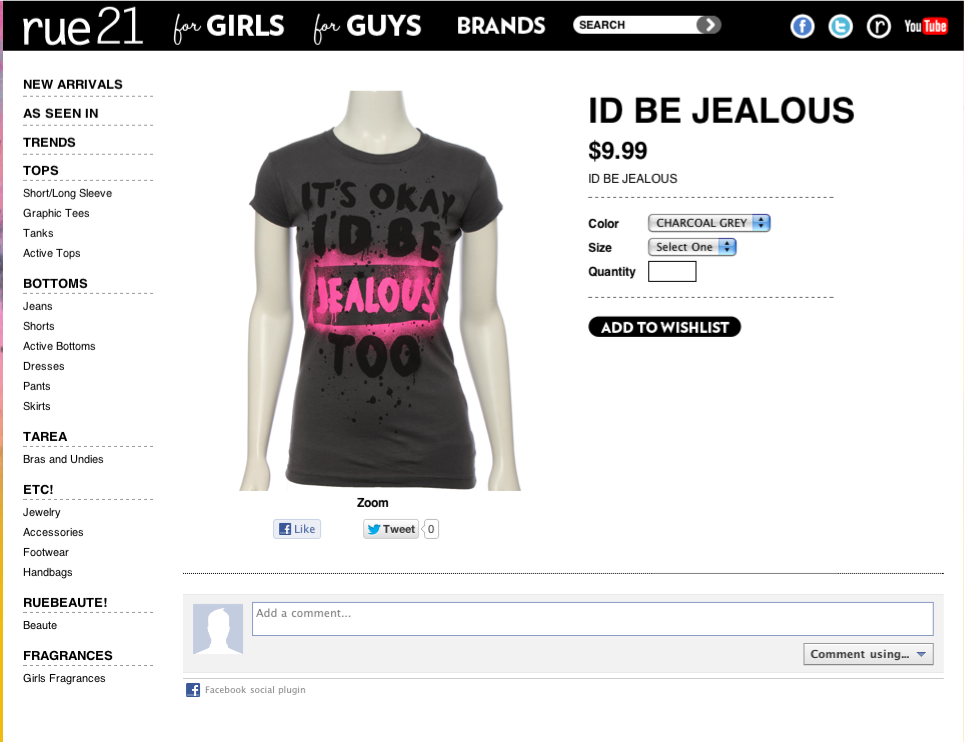 rue21
for GIRLS
for GUYS
BRANDS
SEARCH
f
t
r
YouTube
NEW ARRIVALS
AS SEEN IN
TRENDS
TOPS
Short/Long Sleeve
Graphic Tees
Tanks
Active Tops
BOTTOMS
Jeans
Shorts
Active Bottoms
Dresses
Pants
Skirts
TAREA
Bras and Undies
ETC!
Jewelry
Accessories
Footwear
Handbags
RUEBEAUTE!
Beaute
FRAGRANCES
Girls Fragrances
IT'S OKAY
I'D BE
JEALOUS
TOO
Zoom
f Like
Tweet 0
ID BE JEALOUS
$9.99
ID BE JEALOUS
Color CHARCOAL GREY
Size Select One
Quantity
ADD TO WISHLIST
Add a comment...
Comment using...
f Facebook social plugin